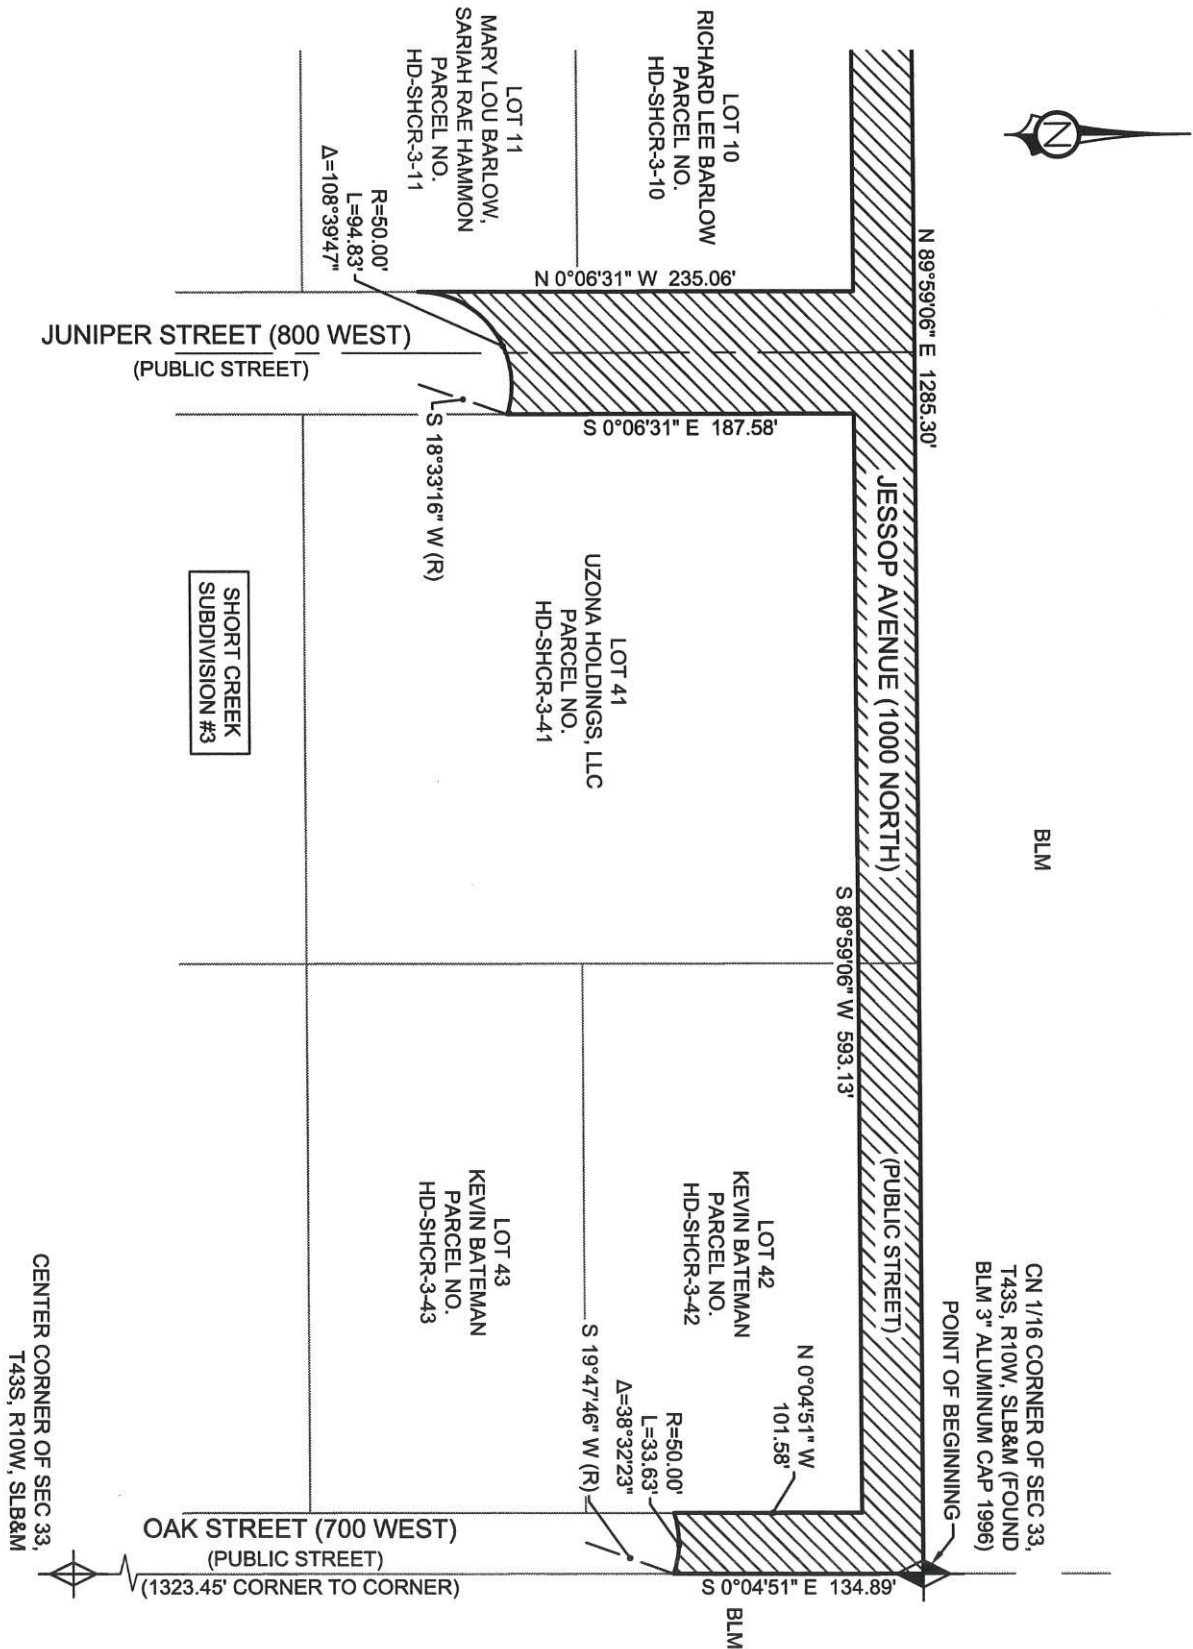 N
BLM
N 89°59'06" E 1285.30'
CN 1/16 CORNER OF SEC 33,
T43S, R10W, SLB&M (FOUND
BLM 3" ALUMINUM CAP 1996)
POINT OF BEGINNING
JESSOP AVENUE (1000 NORTH)
(PUBLIC STREET)
S 89°59'06" W 593.13'
LOT 10
RICHARD LEE BARLOW
PARCEL NO.
HD-SHCR-3-10
N 0°06'31" W 235.06'
S 0°06'31" E 187.58'
LOT 11
MARY LOU BARLOW,
SARIAH RAE HAMMON
PARCEL NO.
HD-SHCR-3-11
R=50.00'
L=94.83'
Δ=108°39'47"
S 18°33'16" W (R)
JUNIPER STREET (800 WEST)
(PUBLIC STREET)
LOT 41
UZONA HOLDINGS, LLC
PARCEL NO.
HD-SHCR-3-41
SHORT CREEK
SUBDIVISION #3
LOT 42
KEVIN BATEMAN
PARCEL NO.
HD-SHCR-3-42
N 0°04'51" W
101.58'
R=50.00'
L=33.63'
Δ=38°32'23"
S 19°47'46" W (R)
LOT 43
KEVIN BATEMAN
PARCEL NO.
HD-SHCR-3-43
S 0°04'51" E 134.89'
BLM
OAK STREET (700 WEST)
(PUBLIC STREET)
(1323.45' CORNER TO CORNER)
CENTER CORNER OF SEC 33,
T43S, R10W, SLB&M